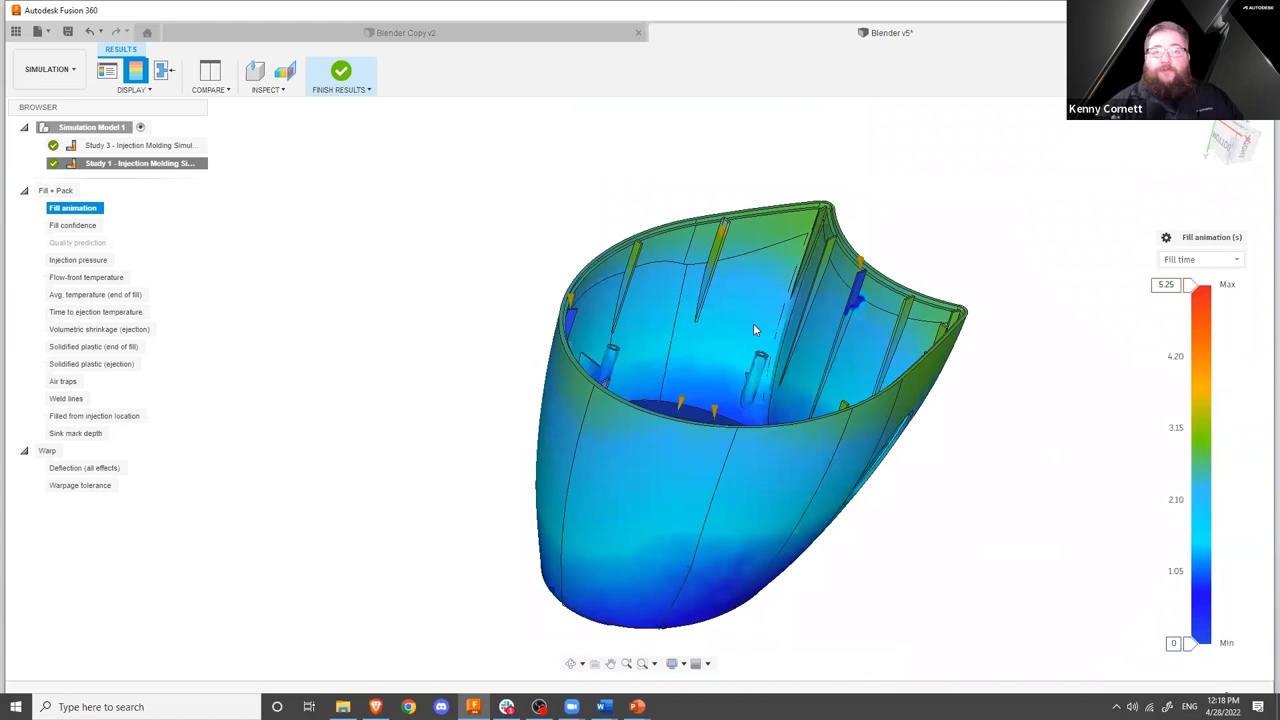 Autodesk Fusion 360
AUTODESK
Blender Copy v2
Blender v5*
RESULTS
SIMULATION
DISPLAY
COMPARE
INSPECT
FINISH RESULTS
Kenny Cornett
BROWSER
Simulation Model 1
Study 3 - Injection Molding Simul...
Study 1 - Injection Molding Si...
Fill + Pack
Fill animation
Fill confidence
Quality prediction
Injection pressure
Flow-front temperature
Avg. temperature (end of fill)
Time to ejection temperature
Volumetric shrinkage (ejection)
Solidified plastic (end of fill)
Solidified plastic (ejection)
Air traps
Weld lines
Filled from injection location
Sink mark depth
Warp
Deflection (all effects)
Warpage tolerance
BOTTOM
RIGHT
Y
Fill animation (s)
Fill time
5.25 Max
4.20
3.15
2.10
1.05
0 Min
Type here to search
ENG
12:18 PM
4/28/2022